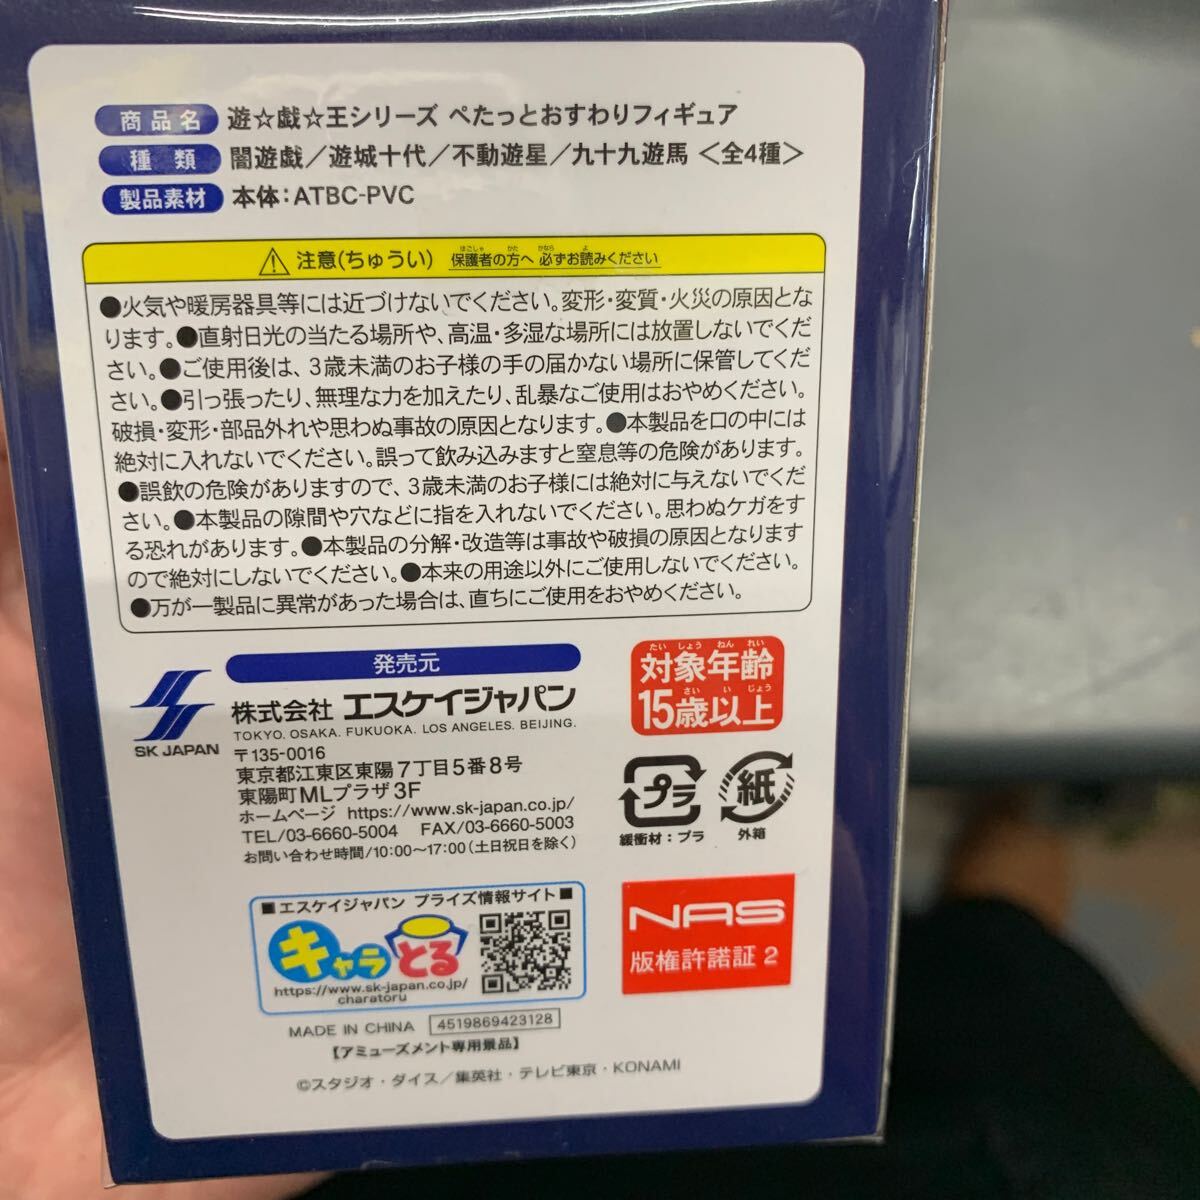 商品名 遊☆戯☆王シリーズ ぺたっとおすわりフィギュア
種類 闇遊戯／遊城十代／不動遊星／九十九遊馬 ＜全4種＞
製品素材 本体：ATBC-PVC
⚠ 注意(ちゅうい) 保護者の方へ 必ずお読みください
ほごしゃ かた かなら よ
●火気や暖房器具等には近づけないでください。変形・変質・火災の原因とな
ります。●直射日光の当たる場所や、高温・多湿な場所には放置しないでくだ
さい。●ご使用後は、3歳未満のお子様の手の届かない場所に保管してくだ
さい。●引っ張ったり、無理な力を加えたり、乱暴なご使用はおやめください。
破損・変形・部品外れや思わぬ事故の原因となります。●本製品を口の中には
絶対に入れないでください。誤って飲み込みますと窒息等の危険があります。
●誤飲の危険がありますので、3歳未満のお子様には絶対に与えないでくだ
さい。●本製品の隙間や穴などに指を入れないでください。思わぬケガをす
る恐れがあります。●本製品の分解・改造等は事故や破損の原因となります
ので絶対にしないでください。●本来の用途以外にご使用しないでください。
●万が一製品に異常があった場合は、直ちにご使用をおやめください。
発売元
SK JAPAN
株式会社 エスケイジャパン
TOKYO. OSAKA. FUKUOKA. LOS ANGELES. BEIJING.
〒135-0016
東京都江東区東陽7丁目5番8号
東陽町MLプラザ3F
ホームページ https://www.sk-japan.co.jp/
TEL/03-6660-5004 FAX/03-6660-5003
お問い合わせ時間/10:00〜17:00（土日祝日を除く）
たい しょう ねん れい
対象年齢
さい い じょう
15歳以上
プラ
緩衝材：プラ
紙
外箱
■エスケイジャパン プライズ情報サイト■
キャラとる
https://www.sk-japan.co.jp/
charatoru
NAS
版権許諾証 2
MADE IN CHINA 4519869423128
【アミューズメント専用景品】
©スタジオ・ダイス／集英社・テレビ東京・KONAMI